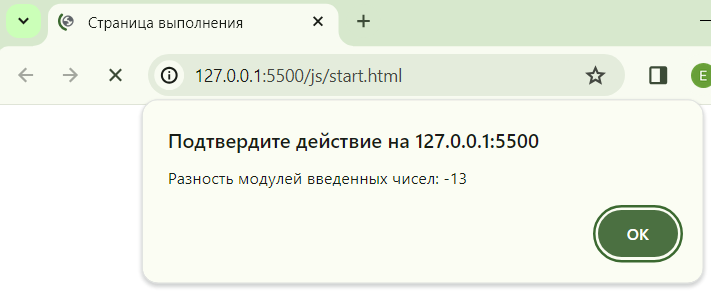 Страница выполнения
127.0.0.1:5500/js/start.html
E
Подтвердите действие на 127.0.0.1:5500
Разность модулей введенных чисел: -13
ОК